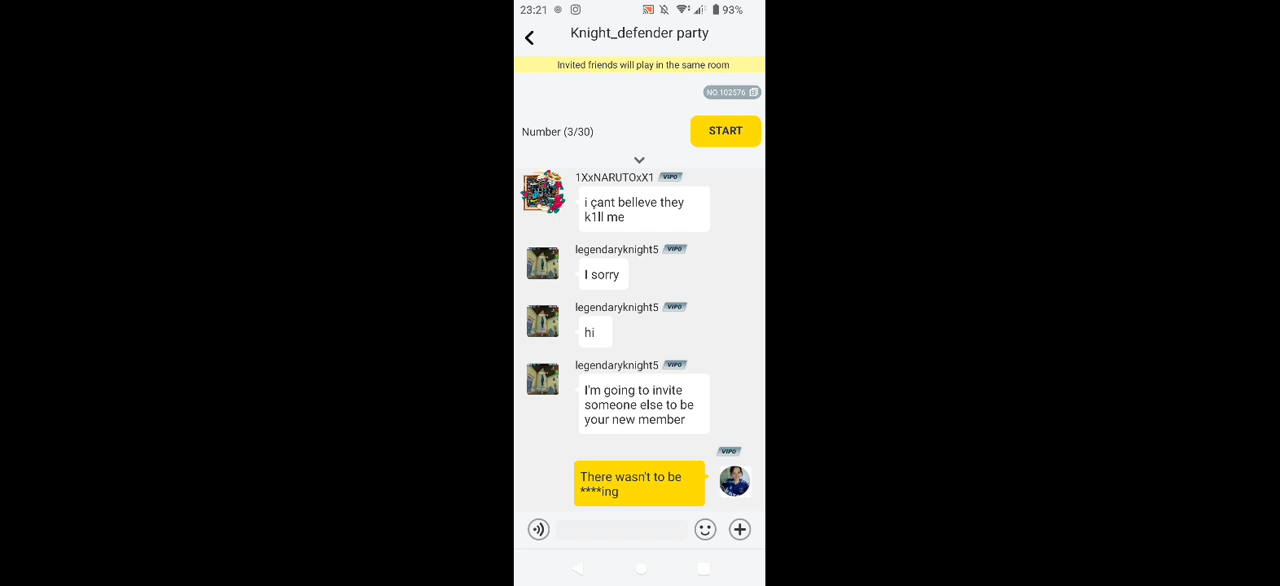 23:21 93%
Knight_defender party
Invited friends will play in the same room
NO.102576
Number (3/30)
START
1XxNARUTOxX1 VIP0
i çant belleve they
k1ll me
legendaryknight5 VIP0
I sorry
legendaryknight5 VIP0
hi
legendaryknight5 VIP0
I'm going to invite
someone else to be
your new member
VIP0
There wasn't to be
****ing